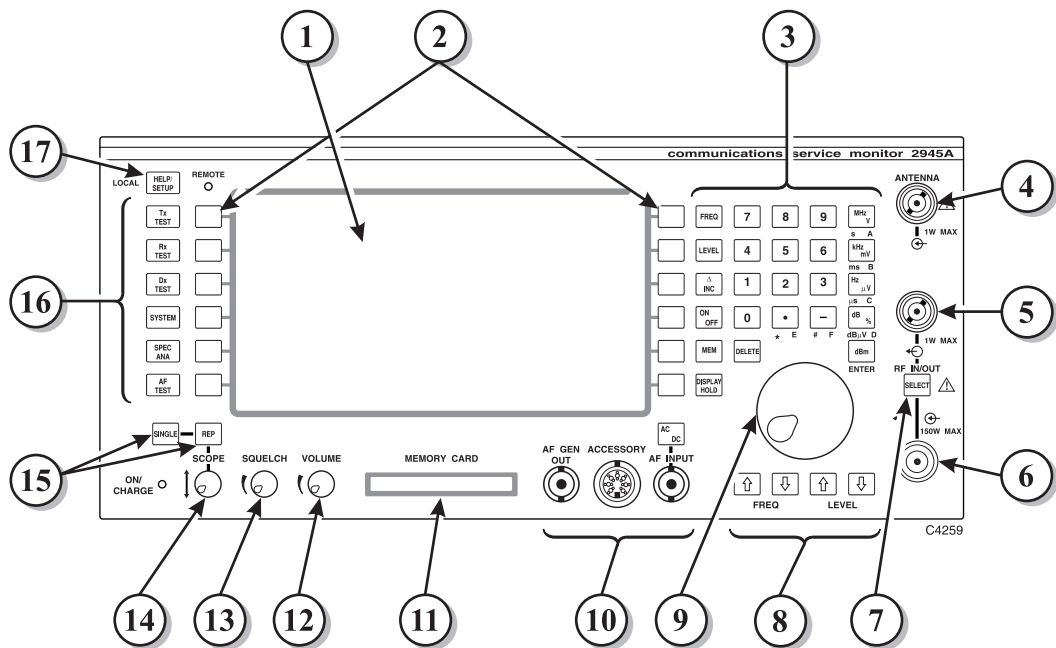 1
2
3
17
communications service monitor 2945A
LOCAL
HELP/
SETUP
REMOTE
ANTENNA
4
1W MAX
16
Tx
TEST
Rx
TEST
Dx
TEST
SYSTEM
SPEC
ANA
AF
TEST
FREQ
7
8
9
MHz
V
s A
LEVEL
4
5
6
kHz
mV
ms B
Δ
INC
1
2
3
Hz
µV
µs C
ON
OFF
0
•
–
dB
%
* E
# F
dBµV D
MEM
DELETE
dBm
ENTER
DISPLAY
HOLD
5
1W MAX
RF IN/OUT
SELECT
150W MAX
6
15
SINGLE
REP
SCOPE
SQUELCH
VOLUME
ON/
CHARGE
MEMORY CARD
AF GEN
OUT
ACCESSORY
AC
DC
AF INPUT
FREQ
LEVEL
C4259
14
13
12
11
10
9
8
7